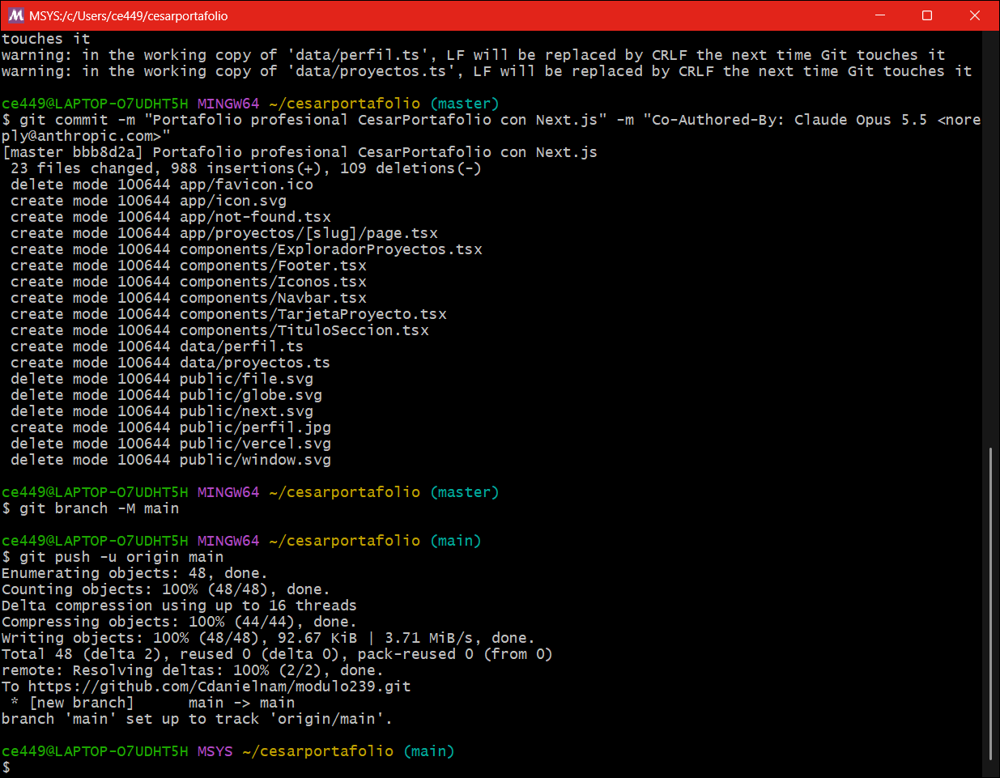 MSYS:/c/Users/ce449/cesarportafolio
touches it
warning: in the working copy of 'data/perfil.ts', LF will be replaced by CRLF the next time Git touches it
warning: in the working copy of 'data/proyectos.ts', LF will be replaced by CRLF the next time Git touches it
ce449@LAPTOP-O7UDHT5H MINGW64 ~/cesarportafolio (master)
$ git commit -m "Portafolio profesional CesarPortafolio con Next.js" -m "Co-Authored-By: Claude Opus 5.5 <nore
ply@anthropic.com>"
[master bbb8d2a] Portafolio profesional CesarPortafolio con Next.js
 23 files changed, 988 insertions(+), 109 deletions(-)
 delete mode 100644 app/favicon.ico
 create mode 100644 app/icon.svg
 create mode 100644 app/not-found.tsx
 create mode 100644 app/proyectos/[slug]/page.tsx
 create mode 100644 components/ExploradorProyectos.tsx
 create mode 100644 components/Footer.tsx
 create mode 100644 components/Iconos.tsx
 create mode 100644 components/Navbar.tsx
 create mode 100644 components/TarjetaProyecto.tsx
 create mode 100644 components/TituloSeccion.tsx
 create mode 100644 data/perfil.ts
 create mode 100644 data/proyectos.ts
 delete mode 100644 public/file.svg
 delete mode 100644 public/globe.svg
 delete mode 100644 public/next.svg
 create mode 100644 public/perfil.jpg
 delete mode 100644 public/vercel.svg
 delete mode 100644 public/window.svg
ce449@LAPTOP-O7UDHT5H MINGW64 ~/cesarportafolio (master)
$ git branch -M main
ce449@LAPTOP-O7UDHT5H MINGW64 ~/cesarportafolio (main)
$ git push -u origin main
Enumerating objects: 48, done.
Counting objects: 100% (48/48), done.
Delta compression using up to 16 threads
Compressing objects: 100% (44/44), done.
Writing objects: 100% (48/48), 92.67 KiB | 3.71 MiB/s, done.
Total 48 (delta 2), reused 0 (delta 0), pack-reused 0 (from 0)
remote: Resolving deltas: 100% (2/2), done.
To https://github.com/Cdanielnam/modulo239.git
 * [new branch]      main -> main
branch 'main' set up to track 'origin/main'.
ce449@LAPTOP-O7UDHT5H MSYS ~/cesarportafolio (main)
$